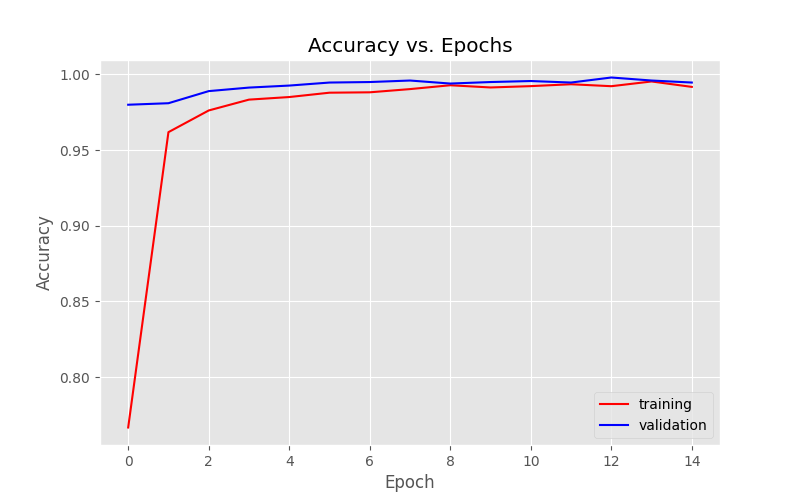 Accuracy vs. Epochs
Accuracy
1.00
0.95
0.90
0.85
0.80
0 2 4 6 8 10 12 14
Epoch
training
validation